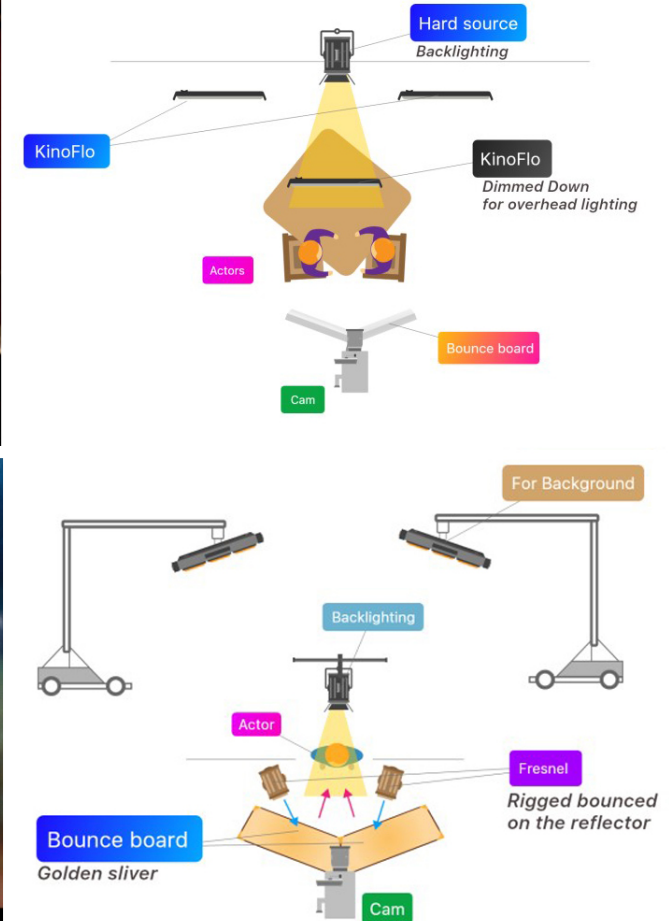 Hard source
Backlighting
KinoFlo
KinoFlo
Dimmed Down
for overhead lighting
Actors
Bounce board
Cam
For Background
Backlighting
Actor
Fresnel
Rigged bounced
on the reflector
Bounce board
Golden sliver
Cam